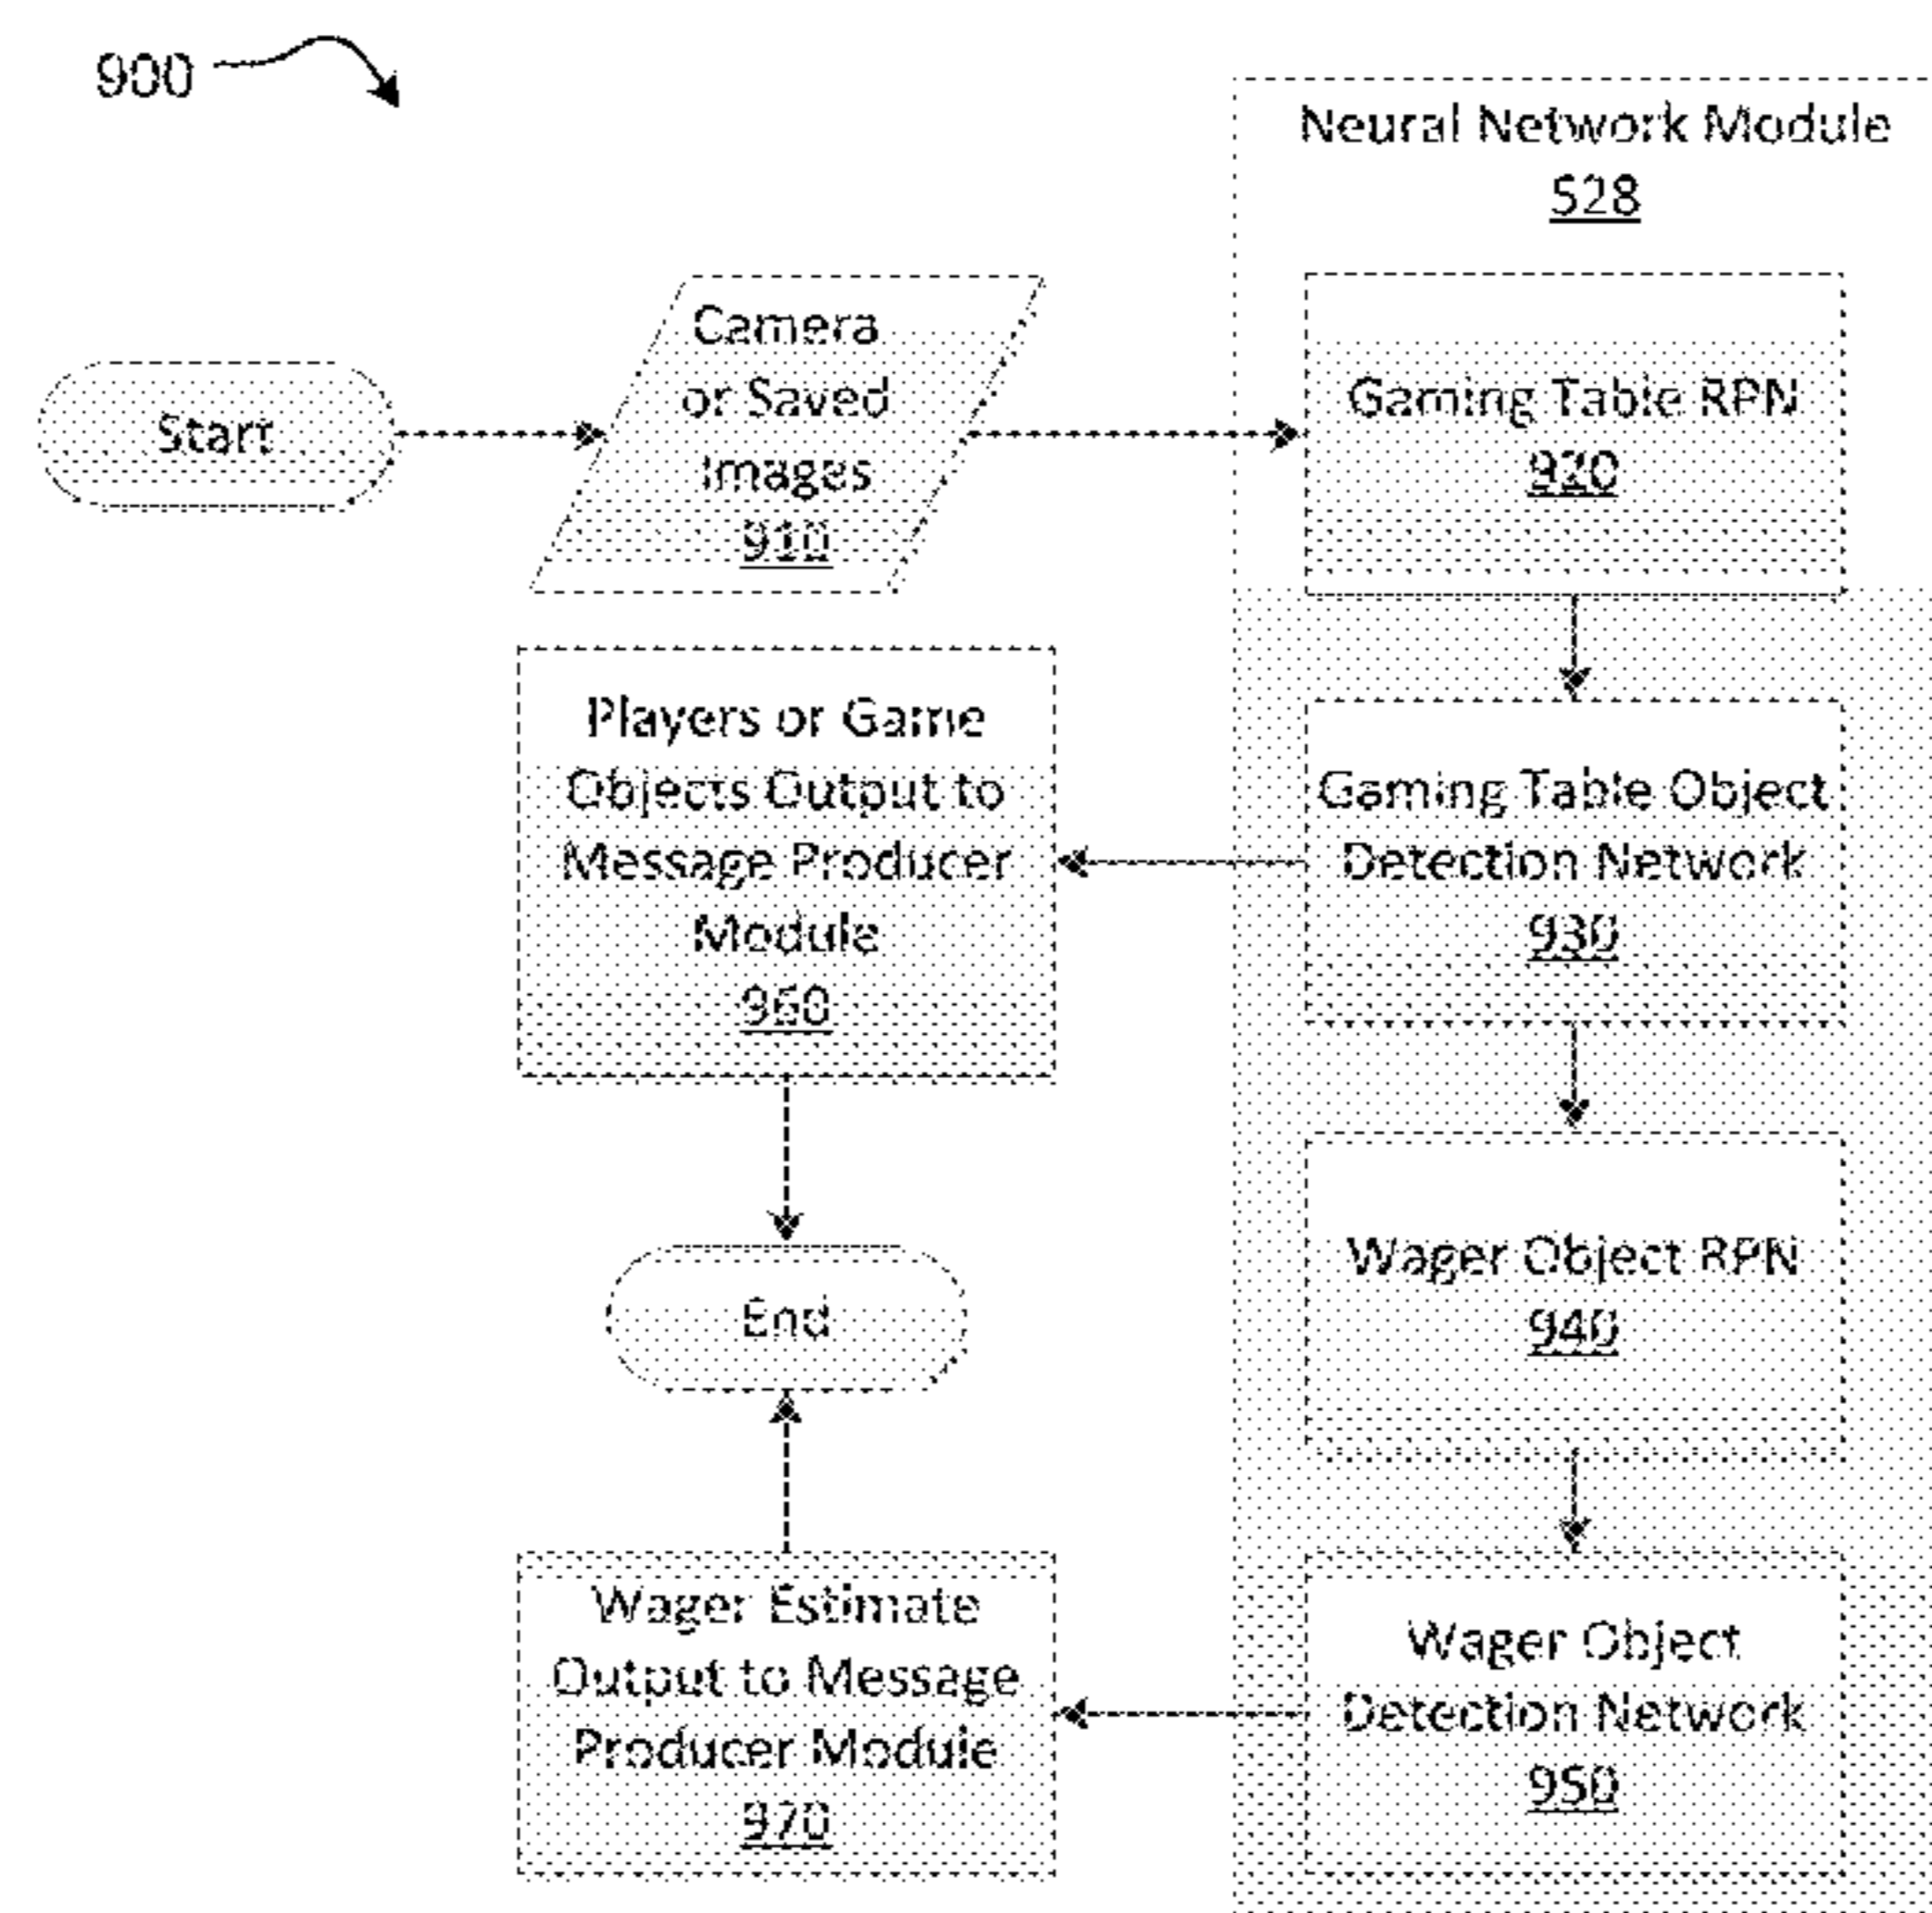 900
Neural Network Module
528
Start
Camera
or Saved
Images
910
Gaming Table RPN
920
Players or Game
Objects Output to
Message Producer
Module
960
Gaming Table Object
Detection Network
930
End
Wager Object RPN
940
Wager Estimate
Output to Message
Producer Module
970
Wager Object
Detection Network
950